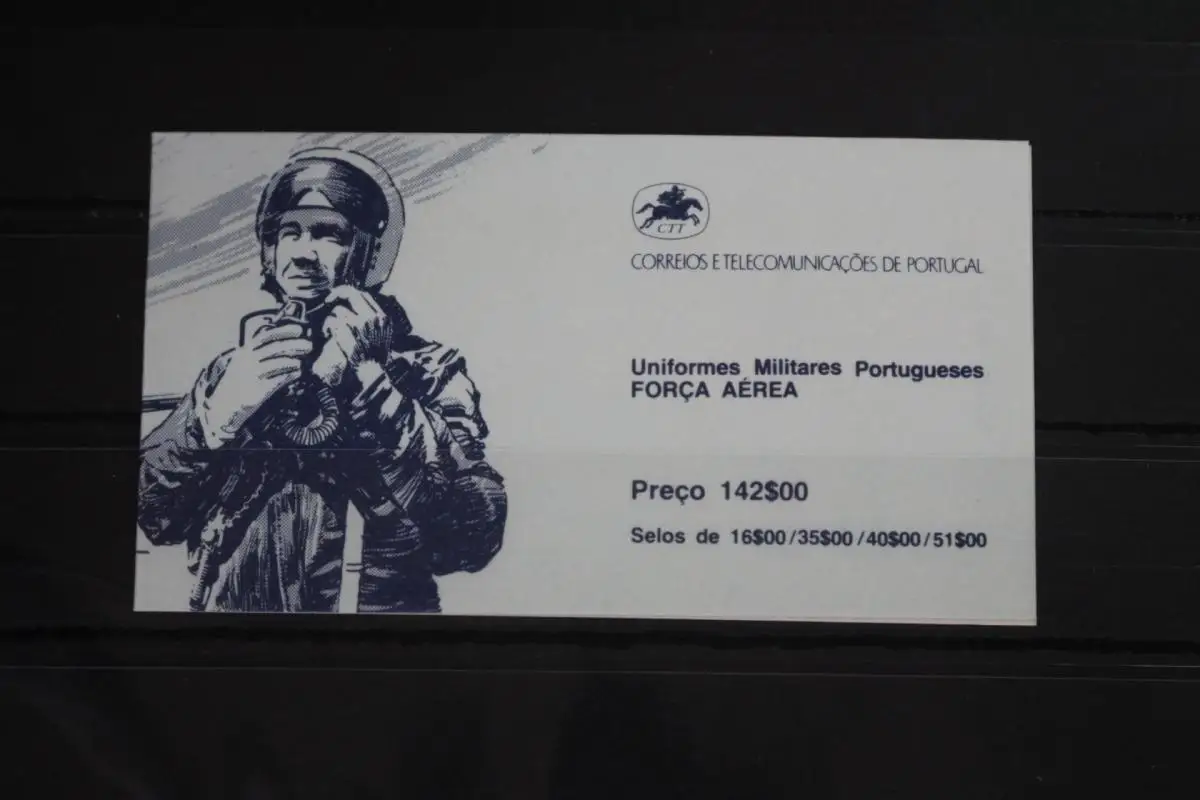 CTT
CORREIOS E TELECOMUNICAÇÕES DE PORTUGAL
Uniformes Militares Portugueses
FORÇA AÉREA
Preço 142$00
Selos de 16$00/35$00/40$00/51$00